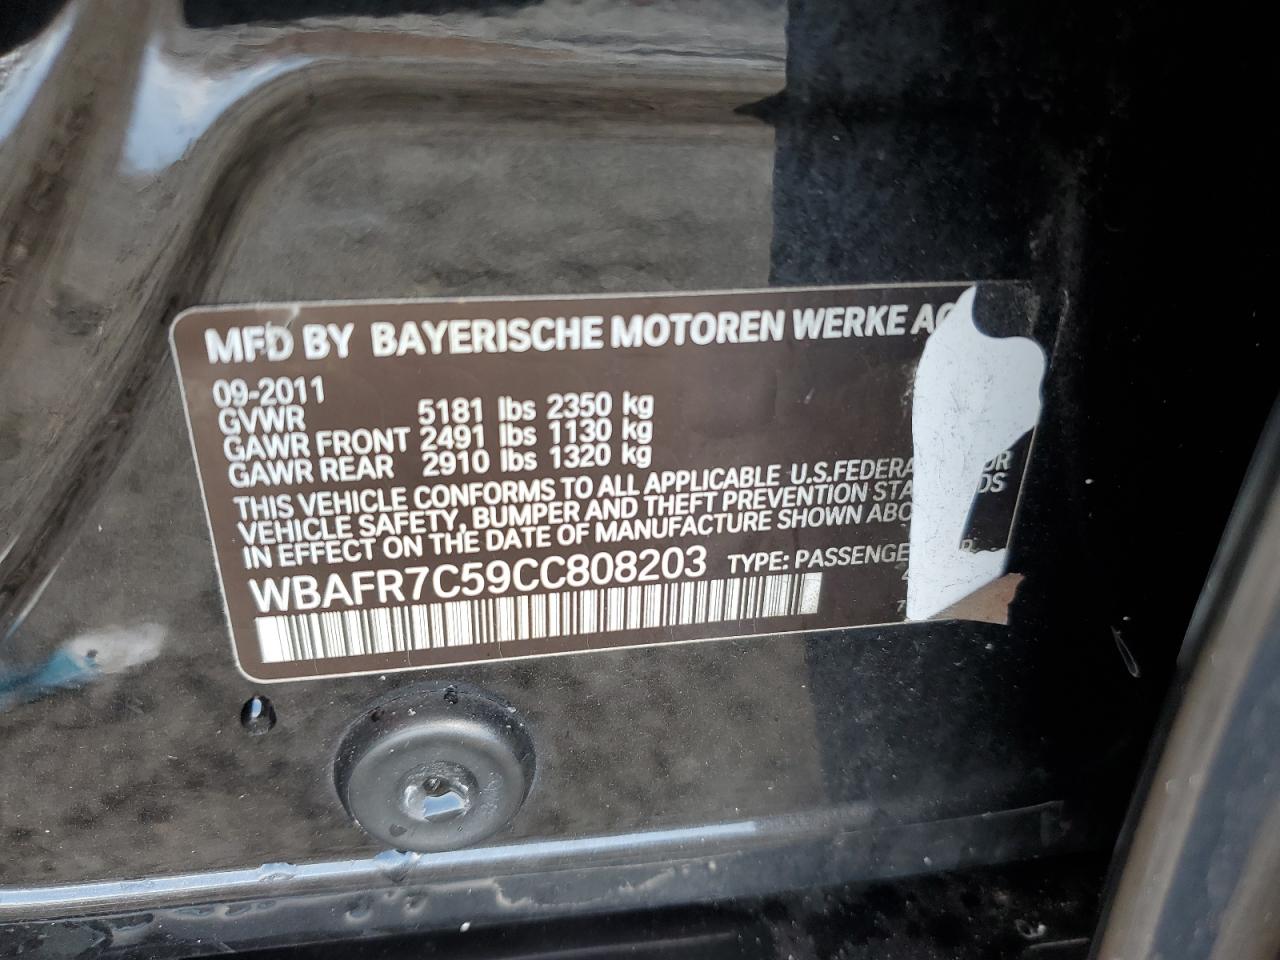 MFD BY BAYERISCHE MOTOREN WERKE AG
09-2011
GVWR 5181 lbs 2350 kg
GAWR FRONT 2491 lbs 1130 kg
GAWR REAR 2910 lbs 1320 kg
THIS VEHICLE CONFORMS TO ALL APPLICABLE U.S.FEDERA OR
VEHICLE SAFETY, BUMPER AND THEFT PREVENTION STA DS
IN EFFECT ON THE DATE OF MANUFACTURE SHOWN ABO
WBAFR7C59CC808203 TYPE: PASSENGE